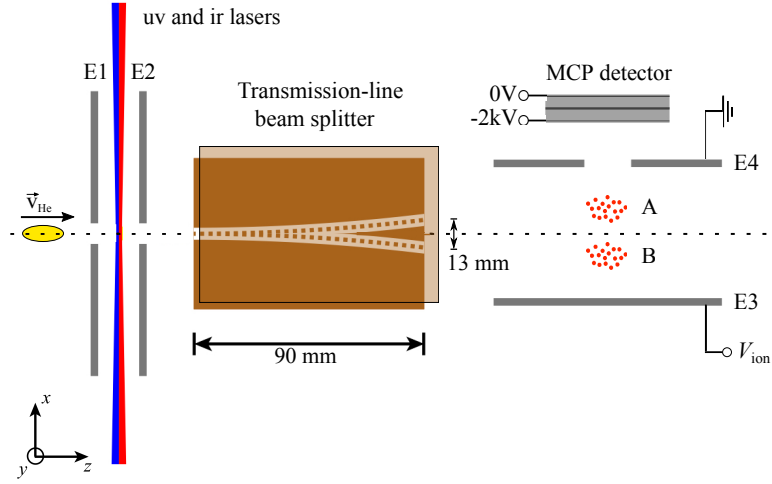 uv and ir lasers
E1
E2
Transmission-line
beam splitter
MCP detector
0V
-2kV
E4
v⃗He
A
B
13 mm
E3
90 mm
Vion
x
y
z